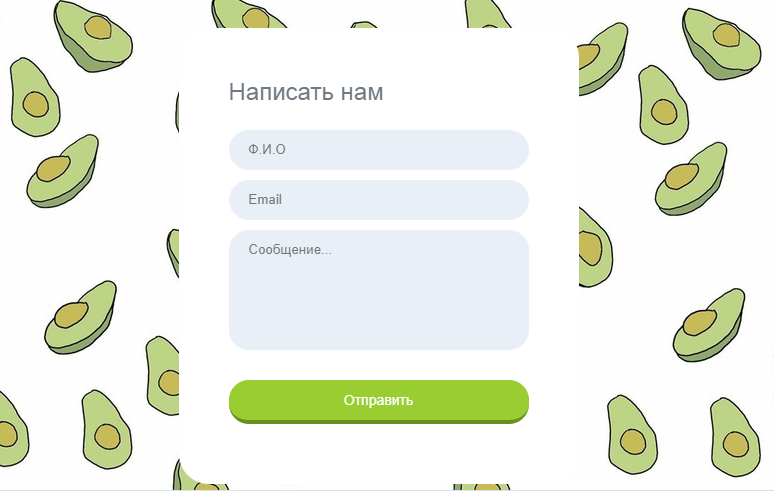 Написать нам
Ф.И.О
Email
Сообщение...
Отправить